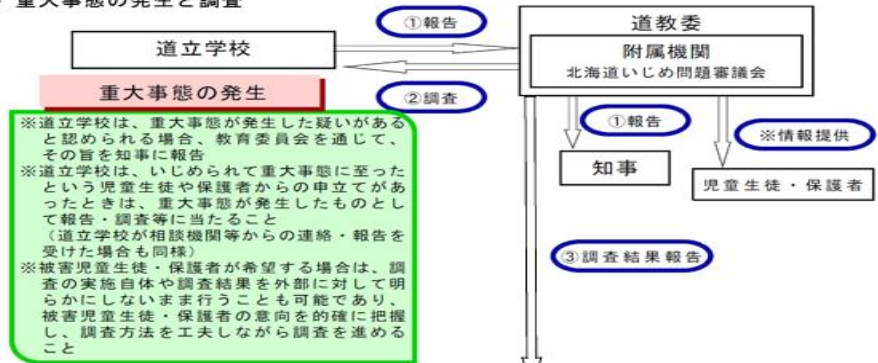 重大事態の発生と調査
①報告
道教委
道立学校
附属機関
北海道いじめ問題審議会
重大事態の発生
②調査
※道立学校は、重大事態が発生した疑いがある
と認められる場合、教育委員会を通じて、
その旨を知事に報告
※道立学校は、いじめられて重大事態に至った
という児童生徒や保護者からの申立てがあ
ったときは、重大事態が発生したものとし
て報告・調査等に当たること
（道立学校が相談機関等からの連絡・報告を
受けた場合も同様）
※被害児童生徒・保護者が希望する場合は、調
査の実施自体や調査結果を外部に対して明
らかにしないまま行うことも可能であり、
被害児童生徒・保護者の意向を的確に把握
し、調査方法を工夫しながら調査を進める
こと
①報告
※情報提供
知事
児童生徒・保護者
③調査結果報告